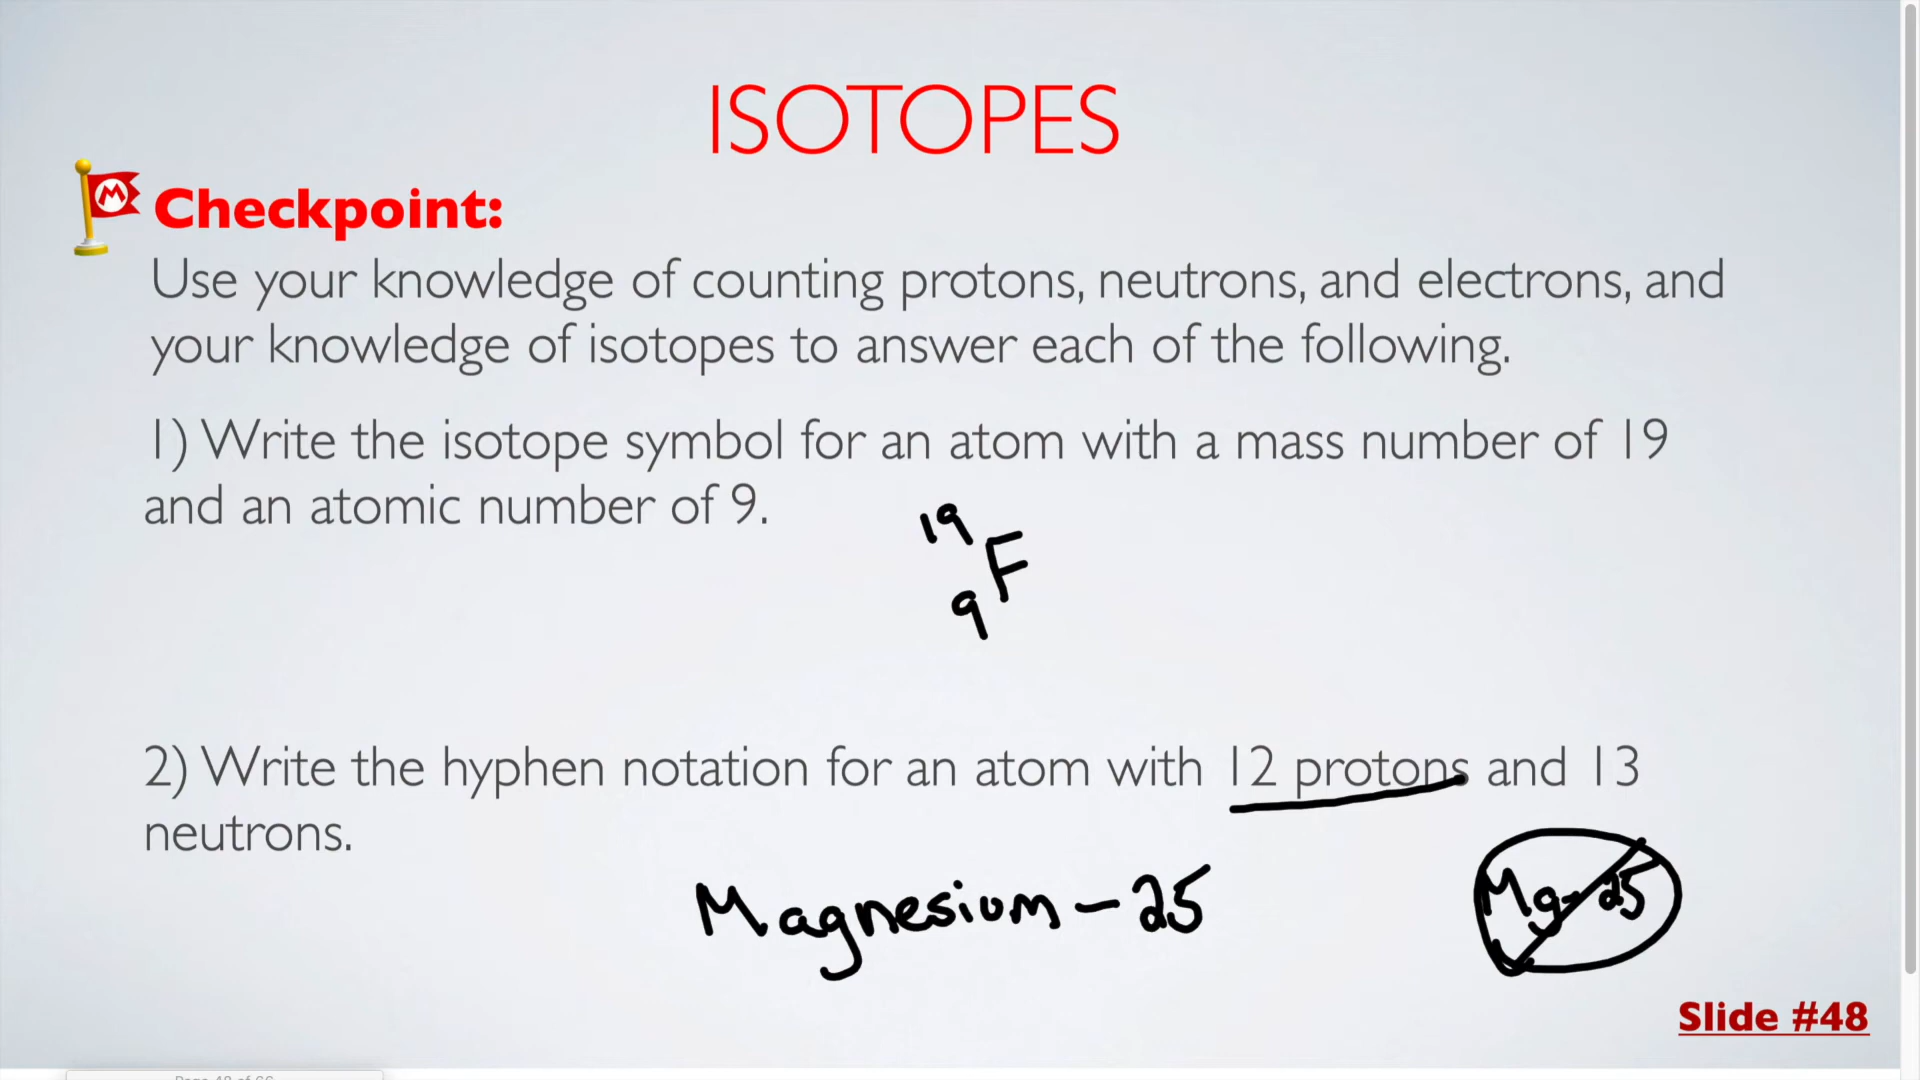 ISOTOPES
M
Checkpoint:
Use your knowledge of counting protons, neutrons, and electrons, and
your knowledge of isotopes to answer each of the following.
1) Write the isotope symbol for an atom with a mass number of 19
and an atomic number of 9.
19
F
9
2) Write the hyphen notation for an atom with 12 protons and 13
neutrons.
Magnesium - 25
Mg-25
Slide #48